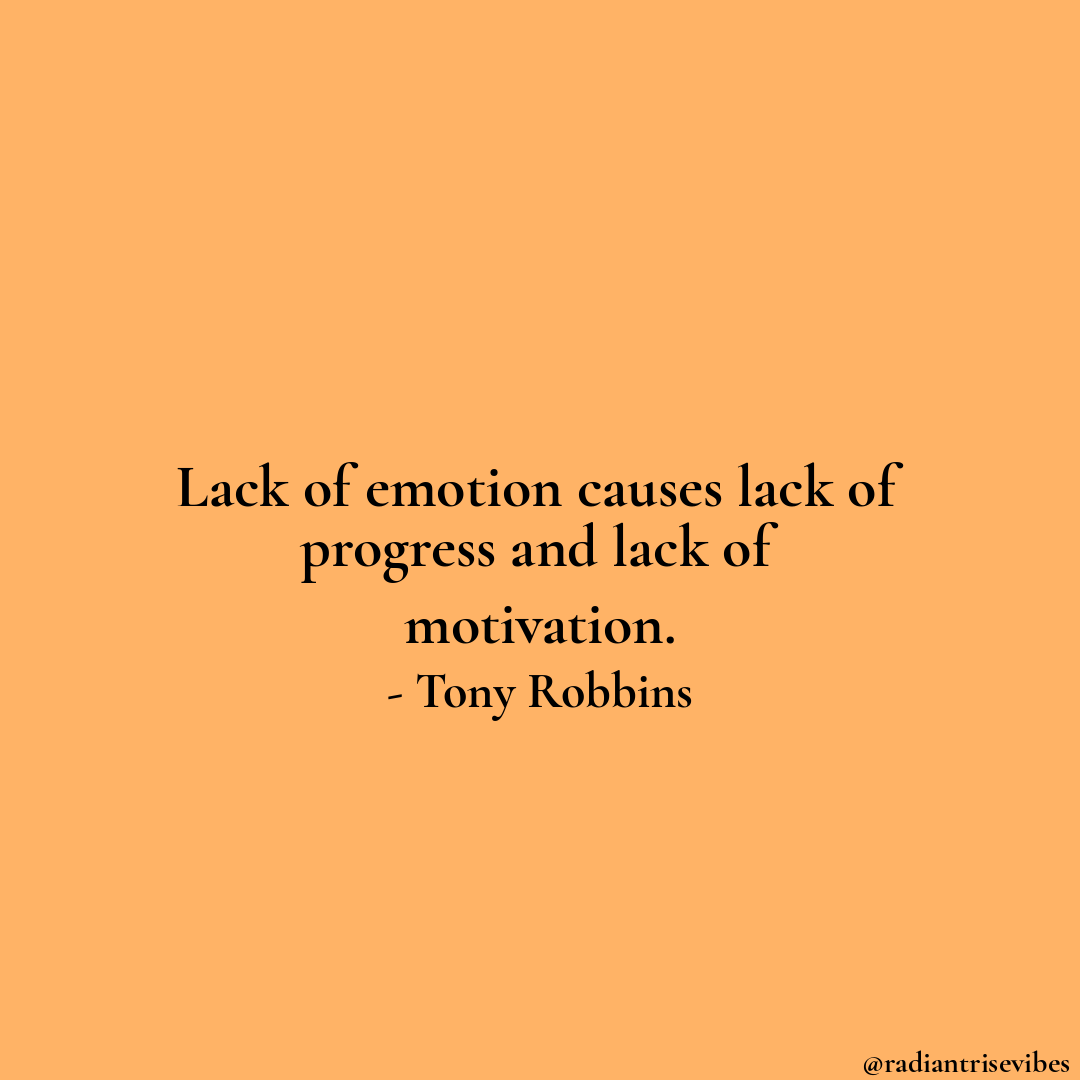 Lack of emotion causes lack of
progress and lack of
motivation.
- Tony Robbins
@radiantrisevibes